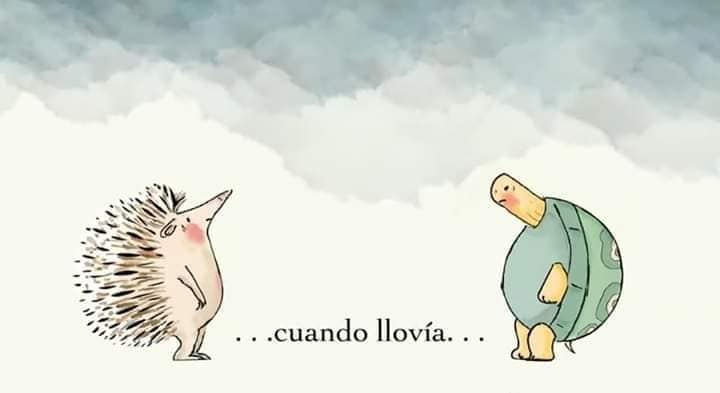 . . .cuando llovía. . .